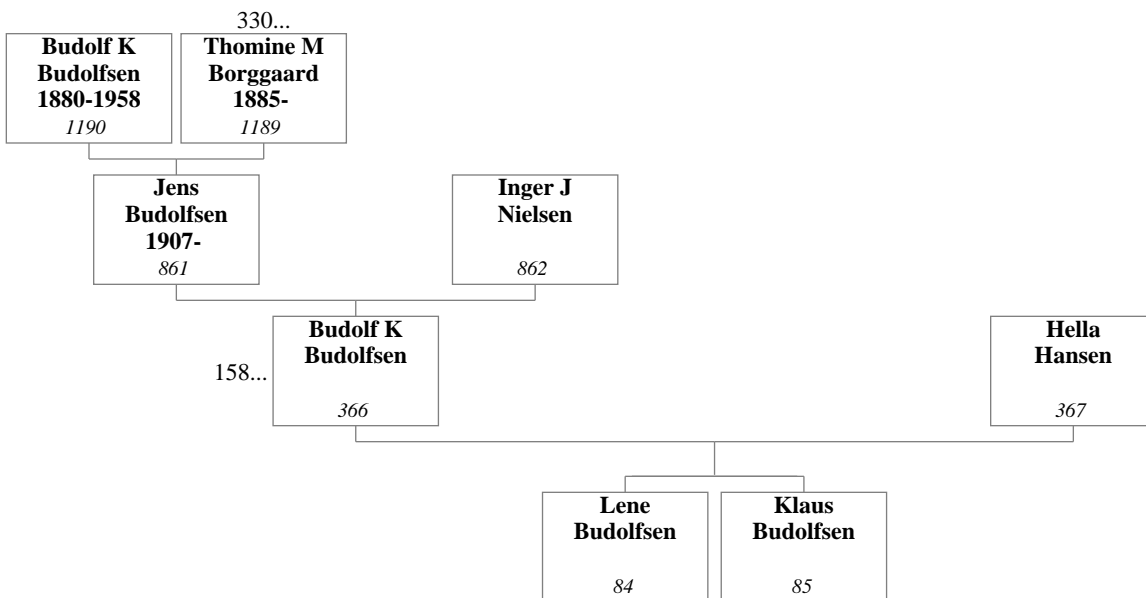 330...
Budolf K
Budolfsen
1880-1958
1190
Thomine M
Borggaard
1885-
1189
Jens
Budolfsen
1907-
861
Inger J
Nielsen
862
158...
Budolf K
Budolfsen
366
Hella
Hansen
367
Lene
Budolfsen
84
Klaus
Budolfsen
85